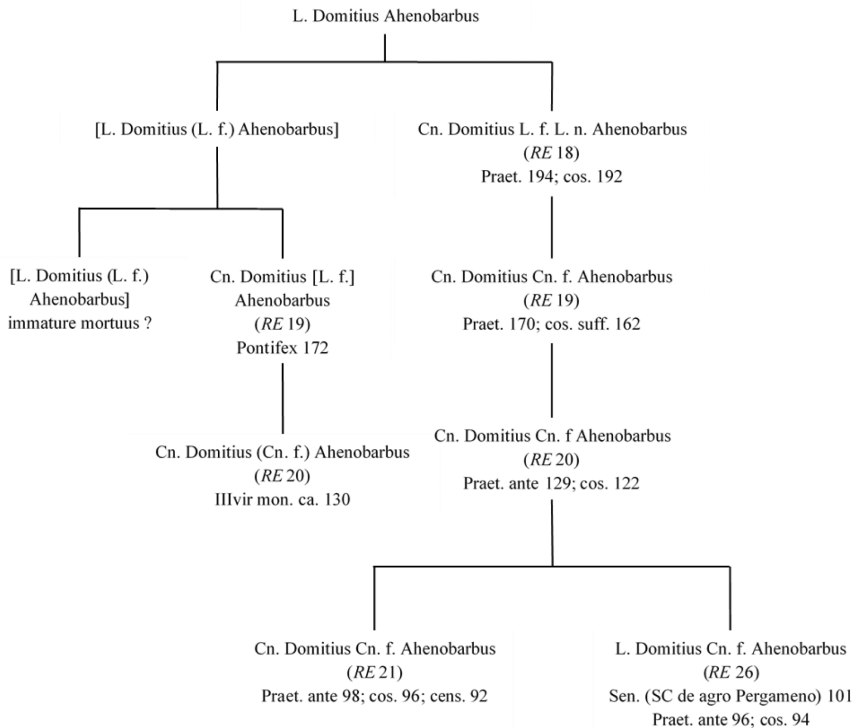 L. Domitius Ahenobarbus
[L. Domitius (L. f.) Ahenobarbus]
Cn. Domitius L. f. L. n. Ahenobarbus
(RE 18)
Praet. 194; cos. 192
[L. Domitius (L. f.)
Ahenobarbus]
immature mortuus ?
Cn. Domitius [L. f.]
Ahenobarbus
(RE 19)
Pontifex 172
Cn. Domitius Cn. f. Ahenobarbus
(RE 19)
Praet. 170; cos. suff. 162
Cn. Domitius (Cn. f.) Ahenobarbus
(RE 20)
IIIvir mon. ca. 130
Cn. Domitius Cn. f Ahenobarbus
(RE 20)
Praet. ante 129; cos. 122
Cn. Domitius Cn. f. Ahenobarbus
(RE 21)
Praet. ante 98; cos. 96; cens. 92
L. Domitius Cn. f. Ahenobarbus
(RE 26)
Sen. (SC de agro Pergameno) 101
Praet. ante 96; cos. 94